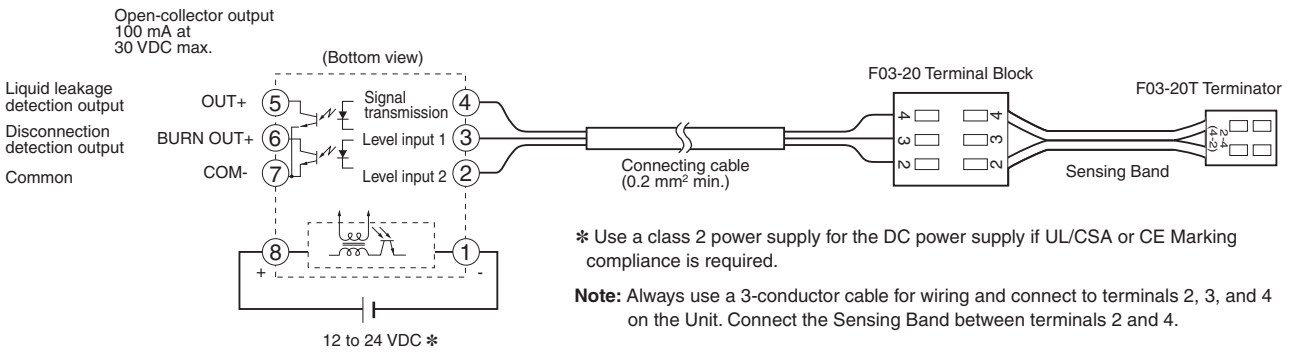 Open-collector output
100 mA at
30 VDC max.
(Bottom view)
Liquid leakage
detection output
OUT+
5
Signal
transmission
4
Disconnection
detection output
BURN OUT+
6
Level input 1
3
Common
COM-
7
Level input 2
2
8
1
+
-
12 to 24 VDC ✻
Connecting cable
(0.2 mm² min.)
F03-20 Terminal Block
4
4
3
3
2
2
Sensing Band
F03-20T Terminator
2-4
(4-2)
✻ Use a class 2 power supply for the DC power supply if UL/CSA or CE Marking
compliance is required.
Note: Always use a 3-conductor cable for wiring and connect to terminals 2, 3, and 4
on the Unit. Connect the Sensing Band between terminals 2 and 4.